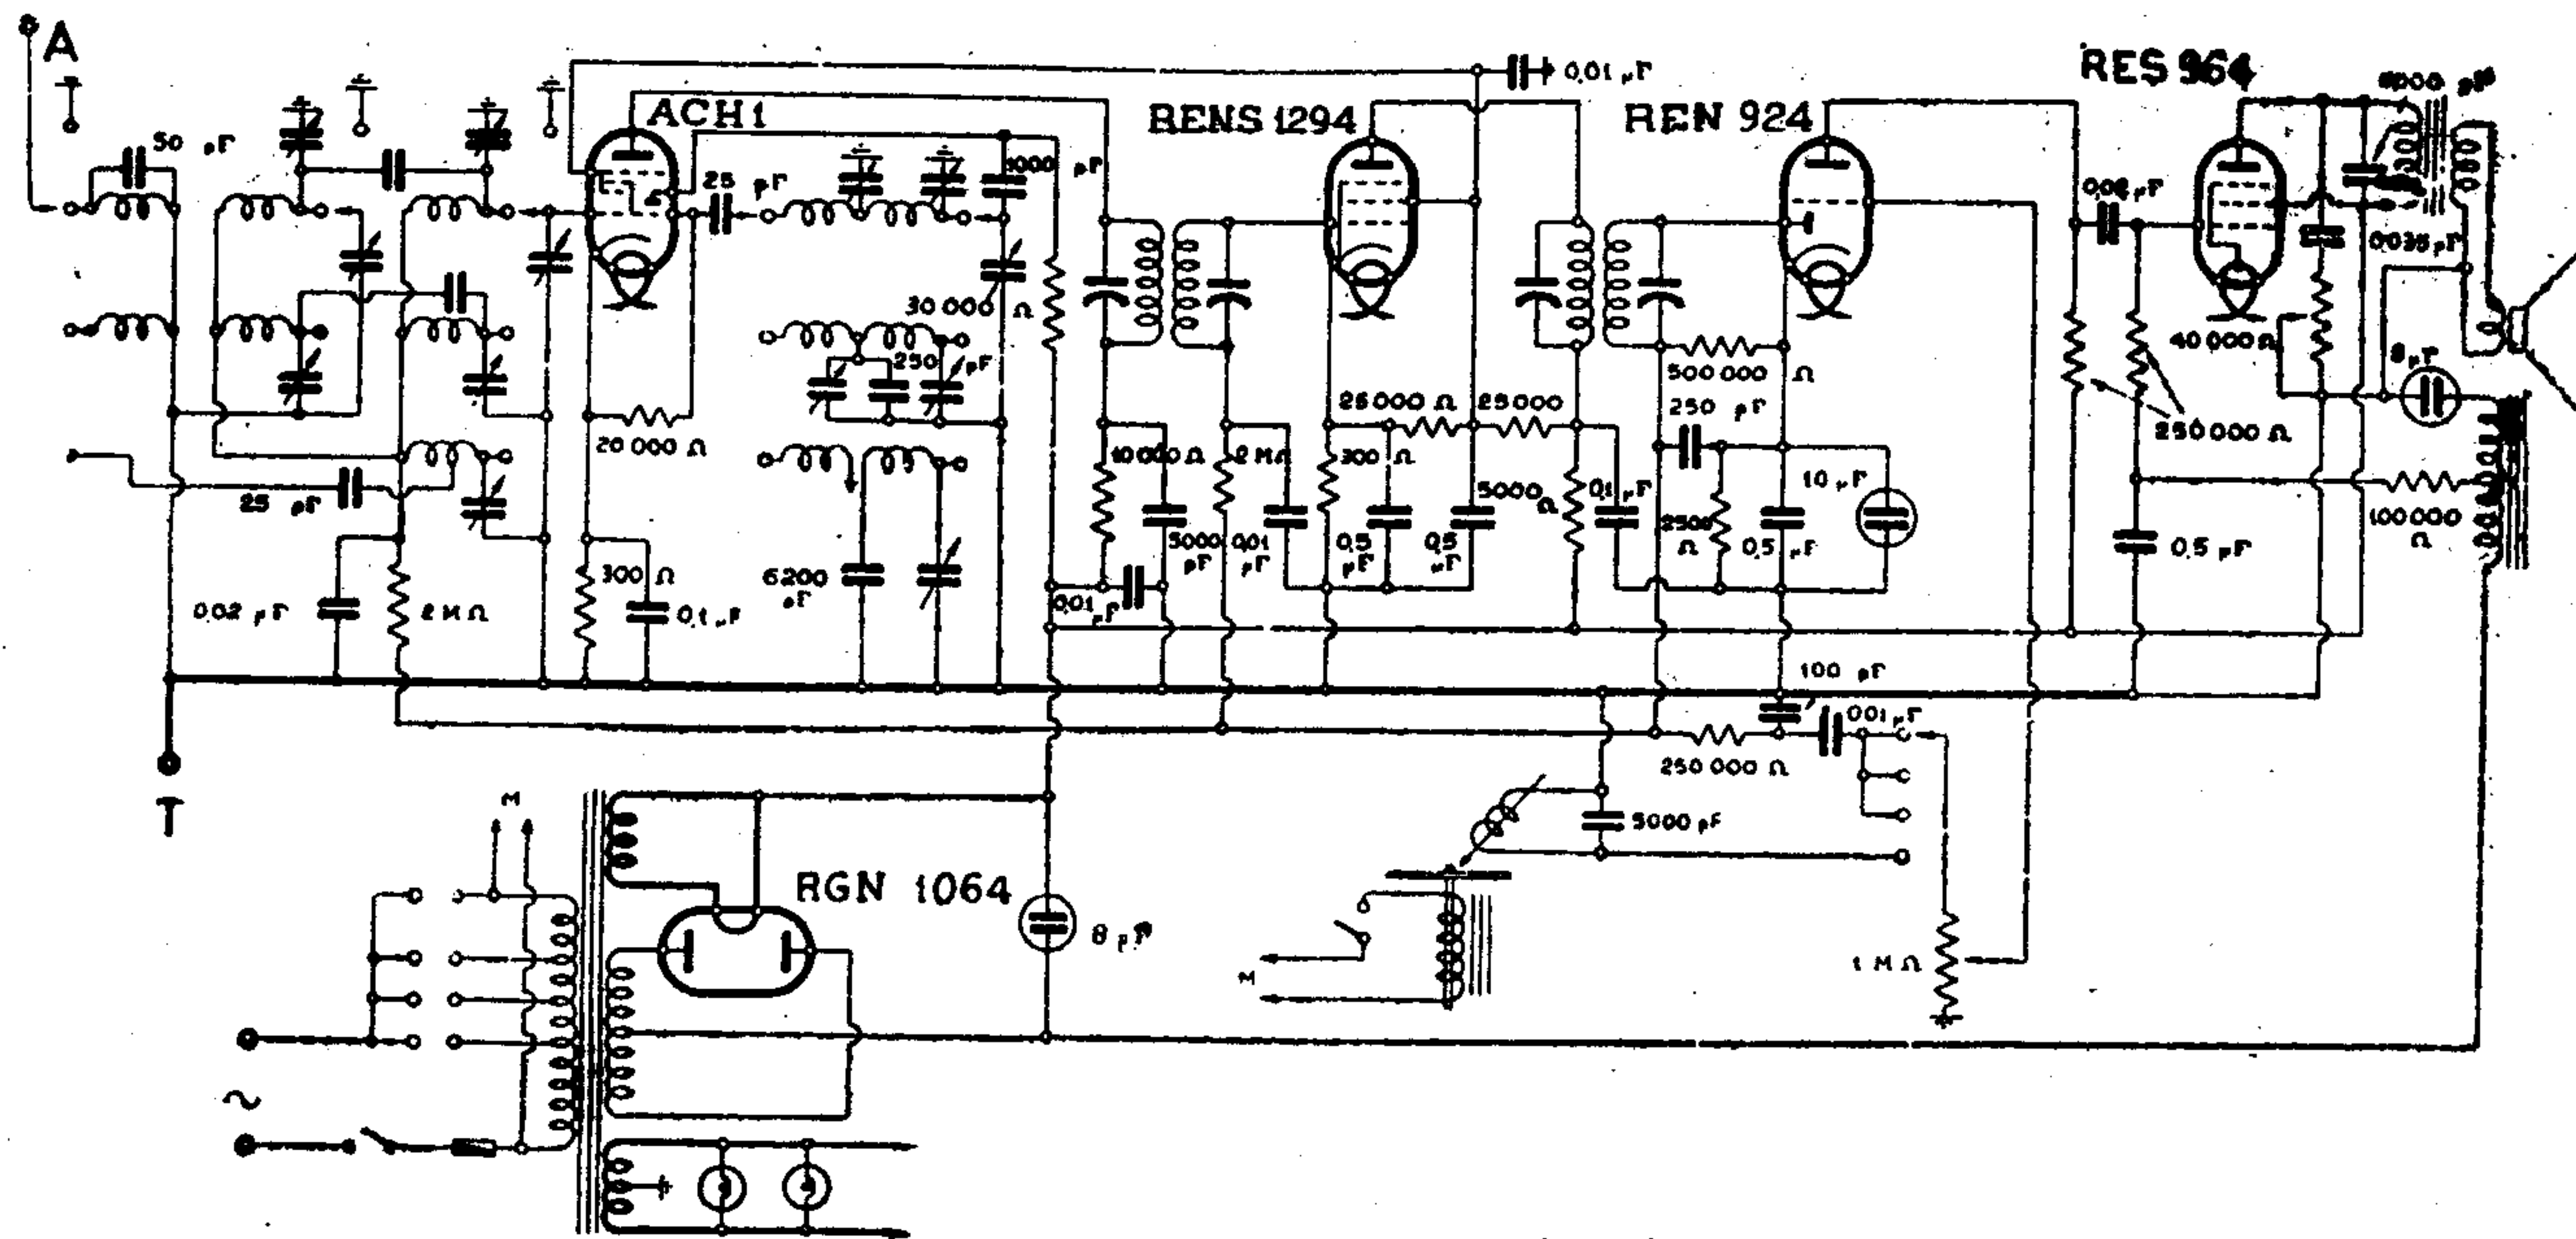 A
50 pF
ACH1
25 pF
1000 pF
30 000 Ω
250 pF
20 000 Ω
25 pF
0,02 µF
2 MΩ
300 Ω
0,1 µF
6200 pF
RENS 1294
0,01 µF
REN 924
RES 964
10 000 Ω
2 MΩ
5000 pF
0,01 µF
0,01 µF
300 Ω
25 000 Ω
25 000
0,5 µF
0,5 µF
5000 Ω
0,1 µF
500 000 Ω
250 pF
2500 Ω
0,5 µF
10 µF
0,035 µF
40 000 Ω
8 µF
250 000 Ω
100 000 Ω
0,5 µF
100 pF
0,01 µF
250 000 Ω
5000 pF
1 MΩ
T
M
RGN 1064
8 µF
M
~